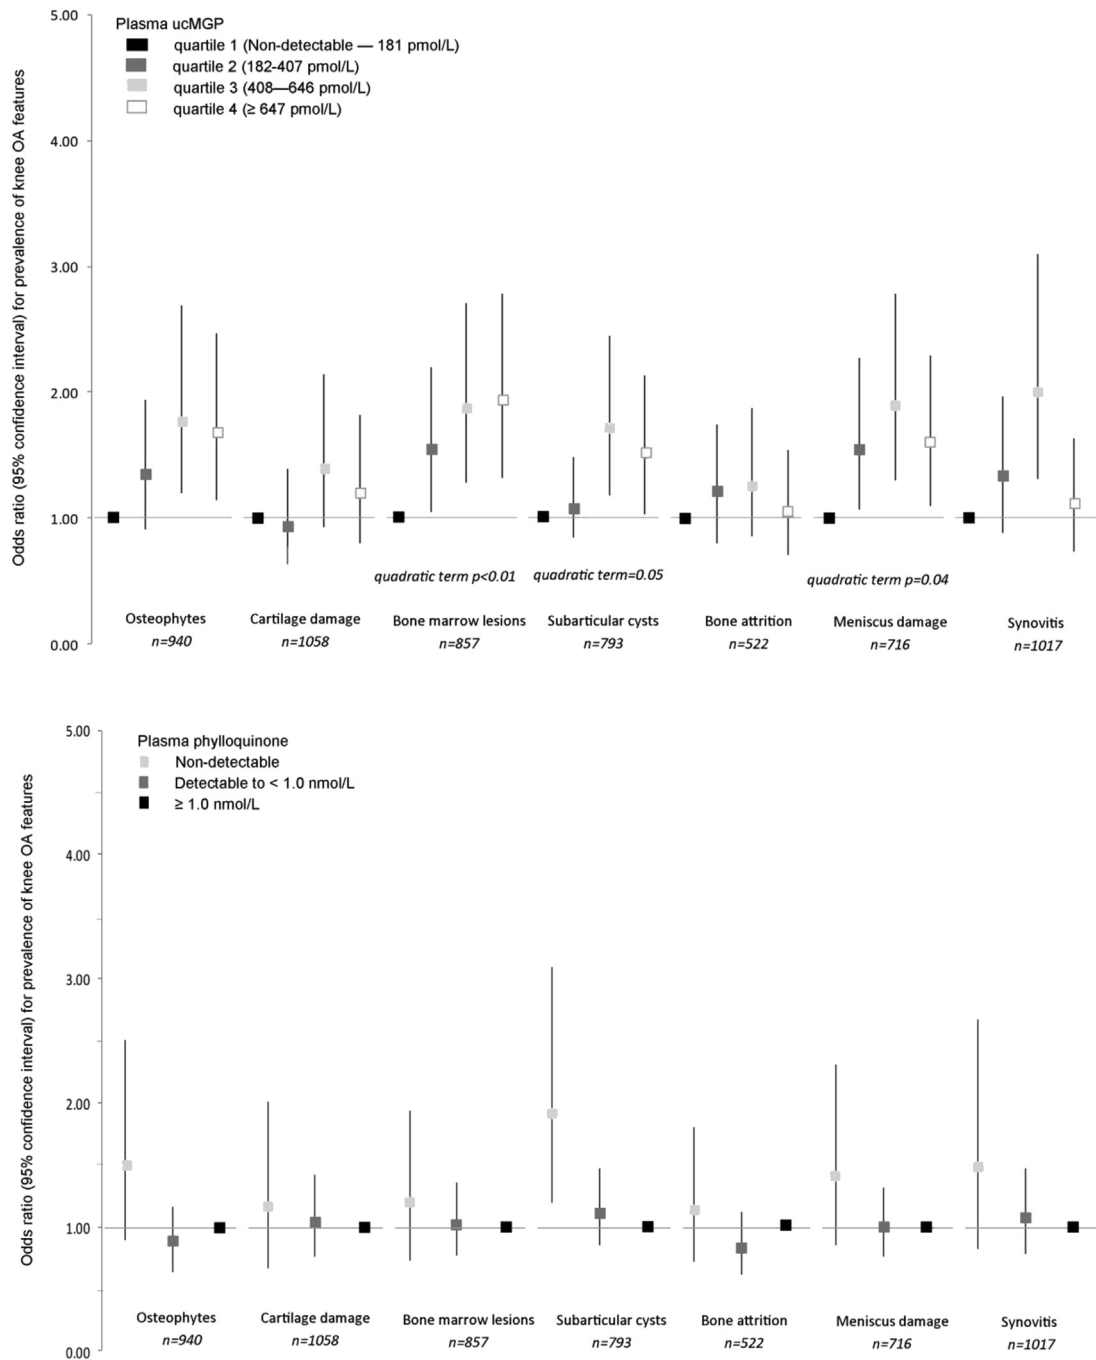 Odds ratio (95% confidence interval) for prevalence of knee OA features
5.00
4.00
3.00
2.00
1.00
0.00
Plasma ucMGP
quartile 1 (Non-detectable — 181 pmol/L)
quartile 2 (182-407 pmol/L)
quartile 3 (408—646 pmol/L)
quartile 4 (≥ 647 pmol/L)
quadratic term p<0.01
quadratic term=0.05
quadratic term p=0.04
Osteophytes
n=940
Cartilage damage
n=1058
Bone marrow lesions
n=857
Subarticular cysts
n=793
Bone attrition
n=522
Meniscus damage
n=716
Synovitis
n=1017
Odds ratio (95% confidence interval) for prevalence of knee OA features
5.00
4.00
3.00
2.00
1.00
0.00
Plasma phylloquinone
Non-detectable
Detectable to < 1.0 nmol/L
≥ 1.0 nmol/L
Osteophytes
n=940
Cartilage damage
n=1058
Bone marrow lesions
n=857
Subarticular cysts
n=793
Bone attrition
n=522
Meniscus damage
n=716
Synovitis
n=1017